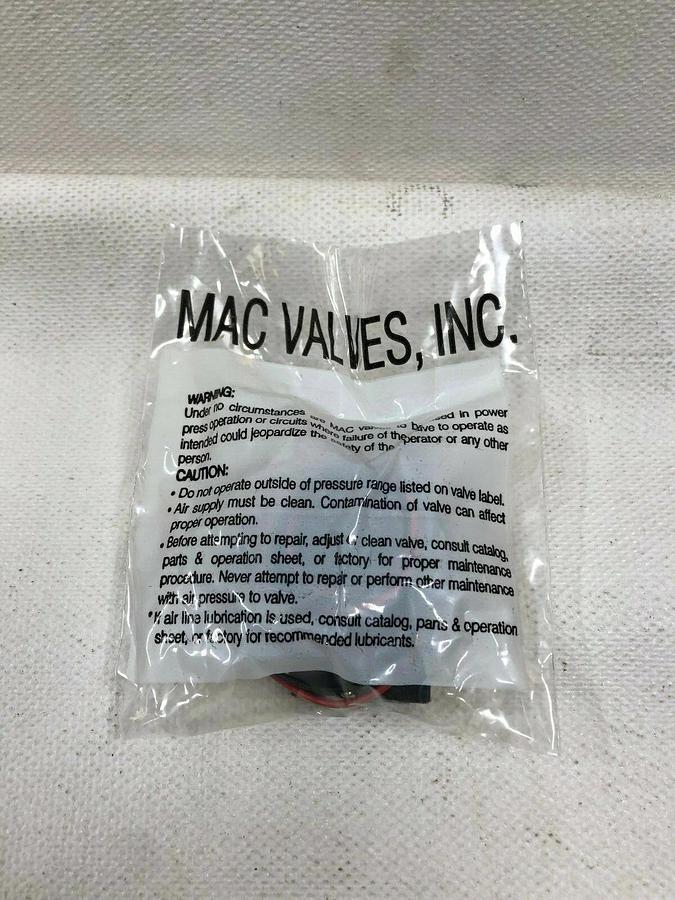 MAC VALVES, INC.
WARNING:
Under no circumstances are MAC valves to be used in power
press operation or circuits where failure of the valve to operate as
intended could jeopardize the safety of the operator or any other
person.
CAUTION:
• Do not operate outside of pressure range listed on valve label.
• Air supply must be clean. Contamination of valve can affect
proper operation.
• Before attempting to repair, adjust or clean valve, consult catalog,
parts & operation sheet, or factory for proper maintenance
procedure. Never attempt to repair or perform other maintenance
with air pressure to valve.
• If air line lubrication is used, consult catalog, parts & operation
sheet, or factory for recommended lubricants.